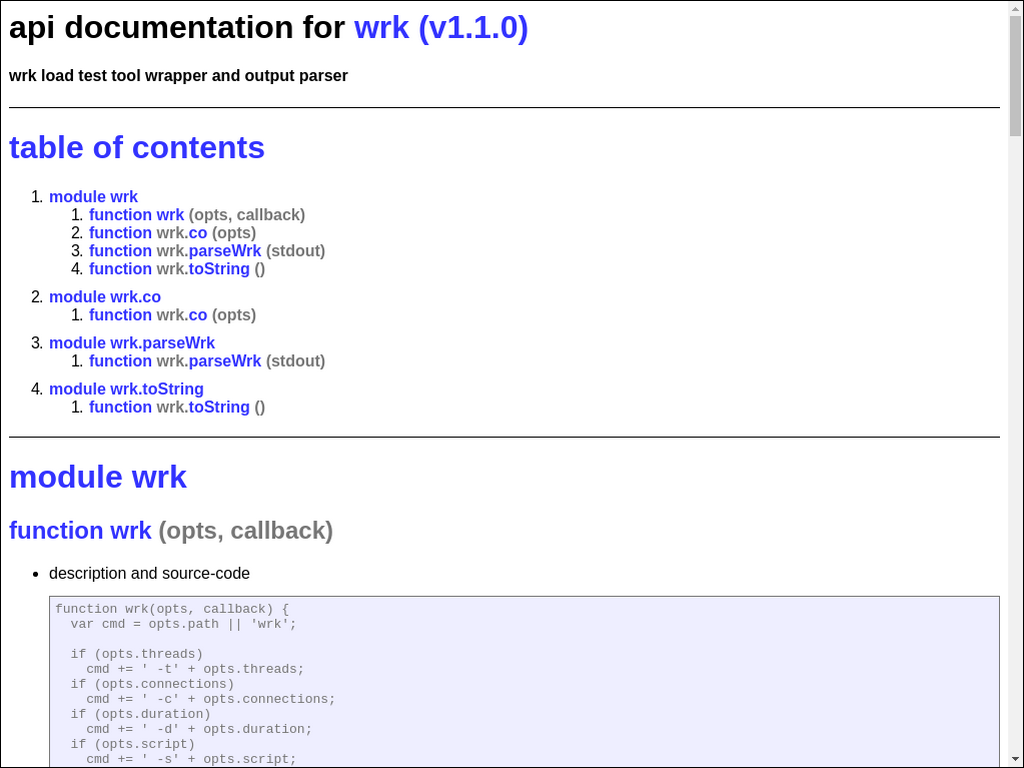 api documentation for wrk (v1.1.0)
wrk load test tool wrapper and output parser
table of contents
1. module wrk
1. function wrk (opts, callback)
2. function wrk.co (opts)
3. function wrk.parseWrk (stdout)
4. function wrk.toString ()
2. module wrk.co
1. function wrk.co (opts)
3. module wrk.parseWrk
1. function wrk.parseWrk (stdout)
4. module wrk.toString
1. function wrk.toString ()
module wrk
function wrk (opts, callback)
• description and source-code
function wrk(opts, callback) {
  var cmd = opts.path || 'wrk';
  if (opts.threads)
    cmd += ' -t' + opts.threads;
  if (opts.connections)
    cmd += ' -c' + opts.connections;
  if (opts.duration)
    cmd += ' -d' + opts.duration;
  if (opts.script)
    cmd += ' -s' + opts.script;